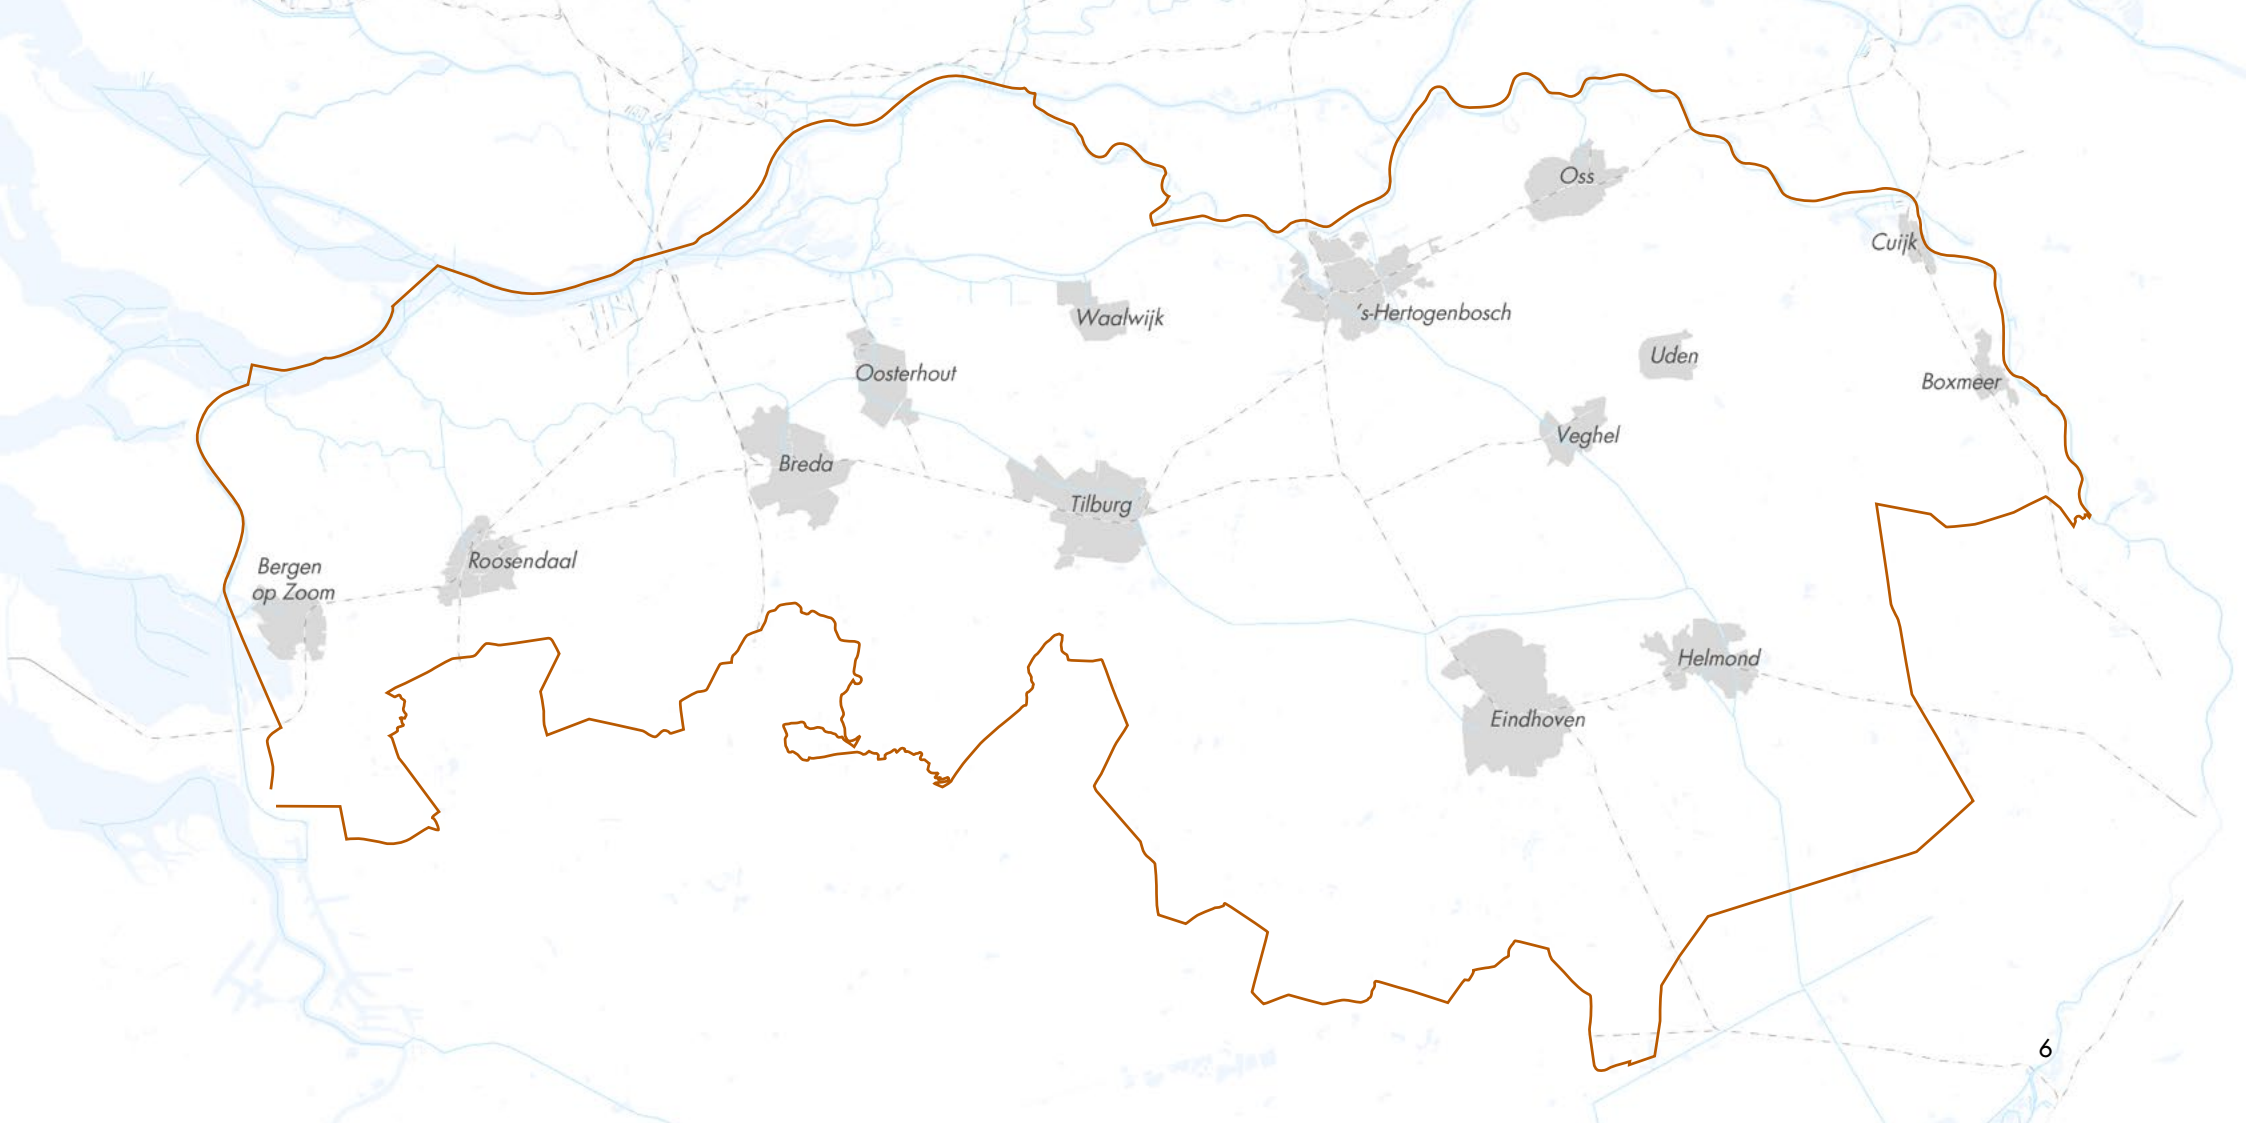 Oss
Cuijk
's-Hertogenbosch
Waalwijk
Uden
Oosterhout
Boxmeer
Veghel
Breda
Tilburg
Roosendaal
Bergen
op Zoom
Helmond
Eindhoven
6